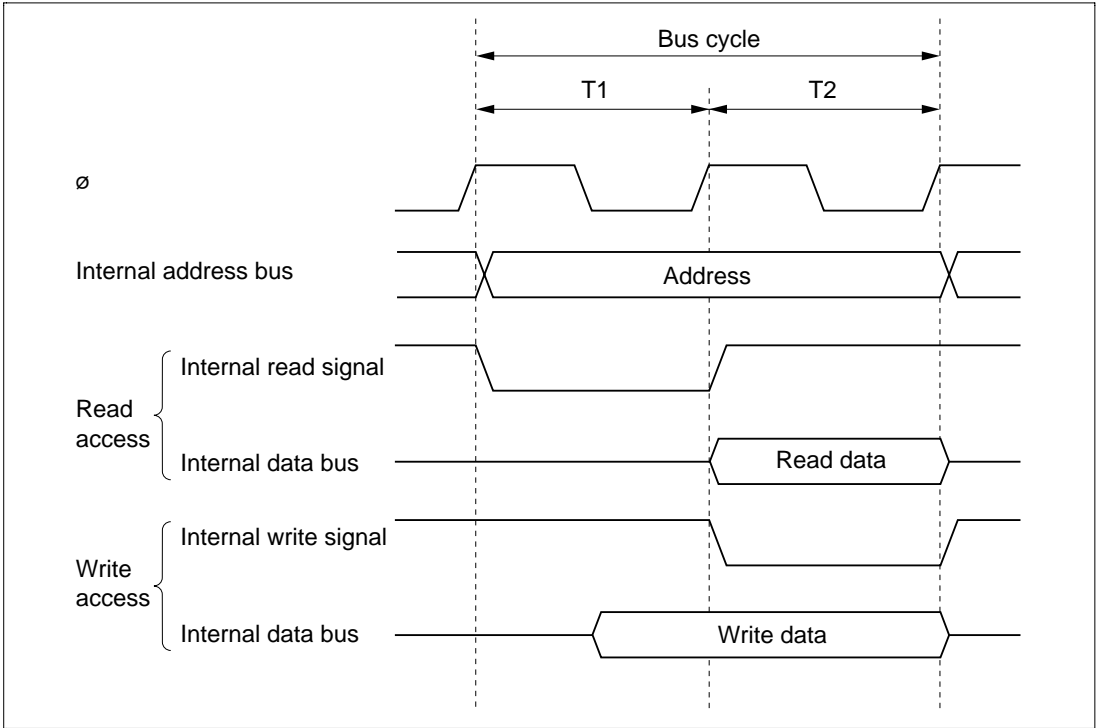 Bus cycle
T1
T2
ø
Internal address bus
Address
Internal read signal
Read
access
Internal data bus
Read data
Internal write signal
Write
access
Internal data bus
Write data